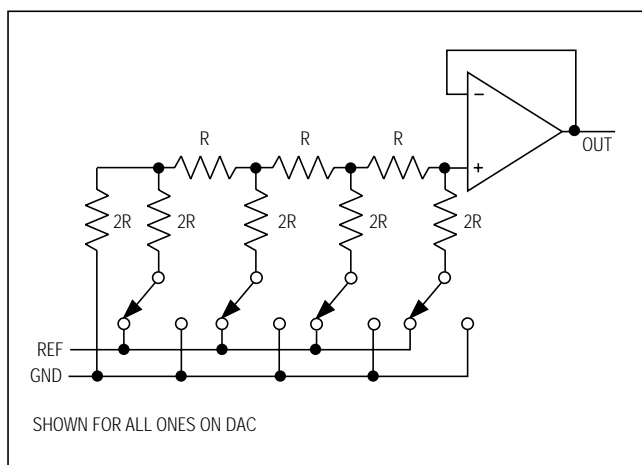 R R R
− +
OUT
2R 2R 2R 2R 2R
REF
GND
SHOWN FOR ALL ONES ON DAC